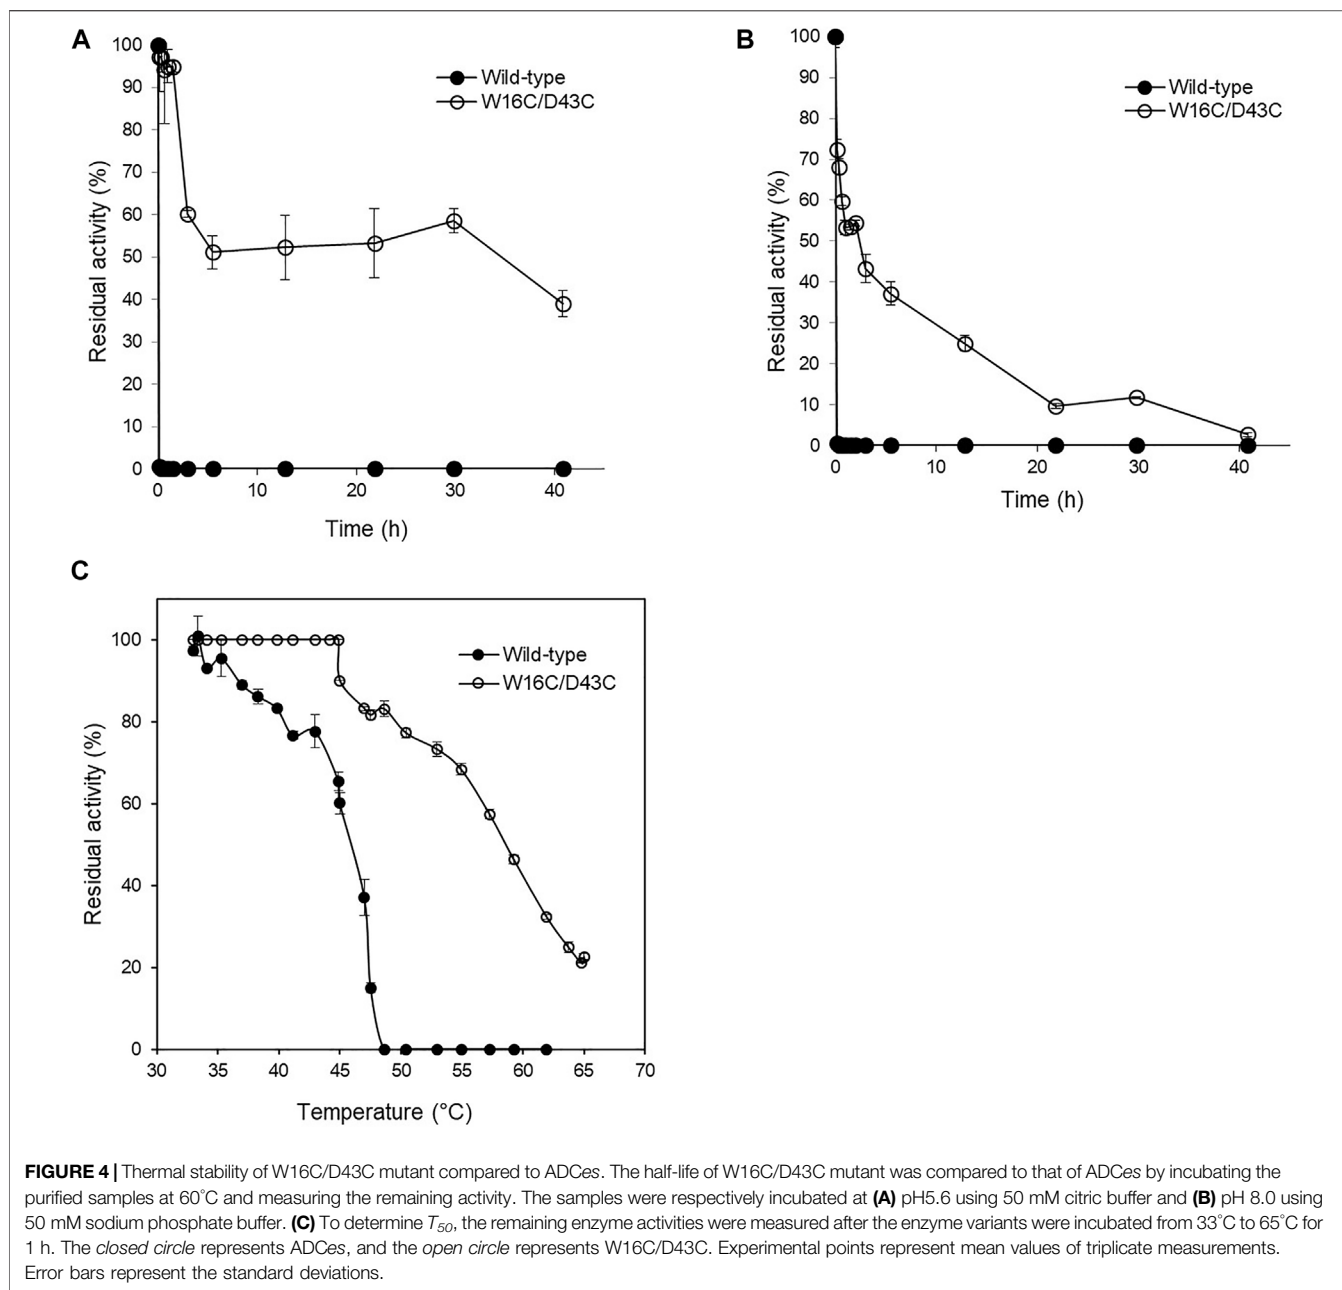 A
100
90
80
70
60
50
40
30
20
10
0
Residual activity (%)
0 10 20 30 40
Time (h)
Wild-type
W16C/D43C
B
100
90
80
70
60
50
40
30
20
10
0
Residual activity (%)
0 10 20 30 40
Time (h)
Wild-type
W16C/D43C
C
100
80
60
40
20
0
Residual activity (%)
30 35 40 45 50 55 60 65 70
Temperature (°C)
Wild-type
W16C/D43C
FIGURE 4 | Thermal stability of W16C/D43C mutant compared to ADCes. The half-life of W16C/D43C mutant was compared to that of ADCes by incubating the
purified samples at 60°C and measuring the remaining activity. The samples were respectively incubated at (A) pH5.6 using 50 mM citric buffer and (B) pH 8.0 using
50 mM sodium phosphate buffer. (C) To determine T50, the remaining enzyme activities were measured after the enzyme variants were incubated from 33°C to 65°C for
1 h. The closed circle represents ADCes, and the open circle represents W16C/D43C. Experimental points represent mean values of triplicate measurements.
Error bars represent the standard deviations.